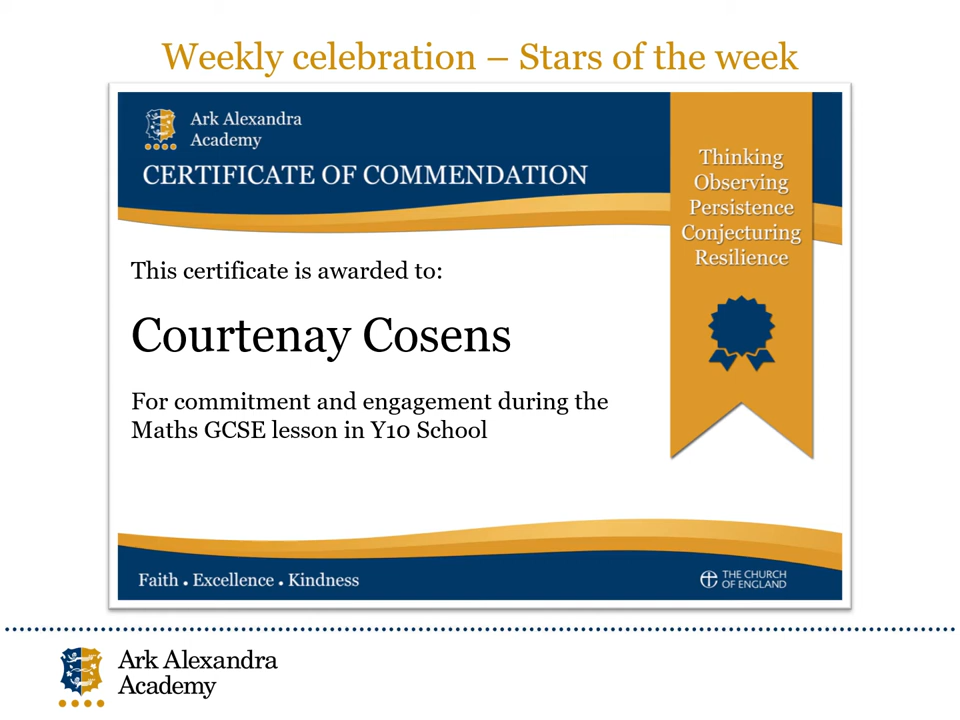 Weekly celebration – Stars of the week
Ark Alexandra
Academy
CERTIFICATE OF COMMENDATION
Thinking
Observing
Persistence
Conjecturing
Resilience
This certificate is awarded to:
Courtenay Cosens
For commitment and engagement during the
Maths GCSE lesson in Y10 School
Faith • Excellence • Kindness
THE CHURCH
OF ENGLAND
Ark Alexandra
Academy